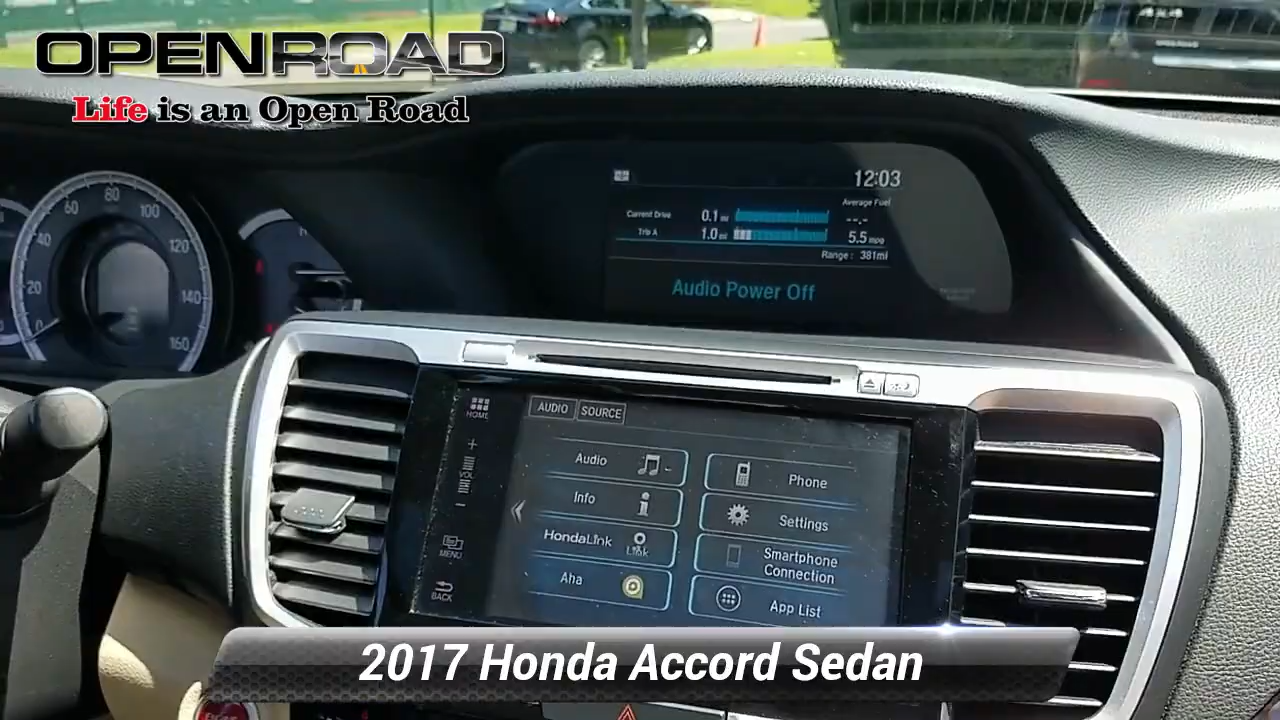 OPENROAD
Life is an Open Road
12:03
Average Fuel
Current Drive 0.1 mi --.-
Trip A 1.0 mi 5.5 mpg
Range: 381mi
Audio Power Off
60 80 100
40 120
20 140
0 160
HOME
VOL
MENU
BACK
AUDIO SOURCE
Audio Phone
Info Settings
HondaLink Link Smartphone Connection
Aha App List
2017 Honda Accord Sedan